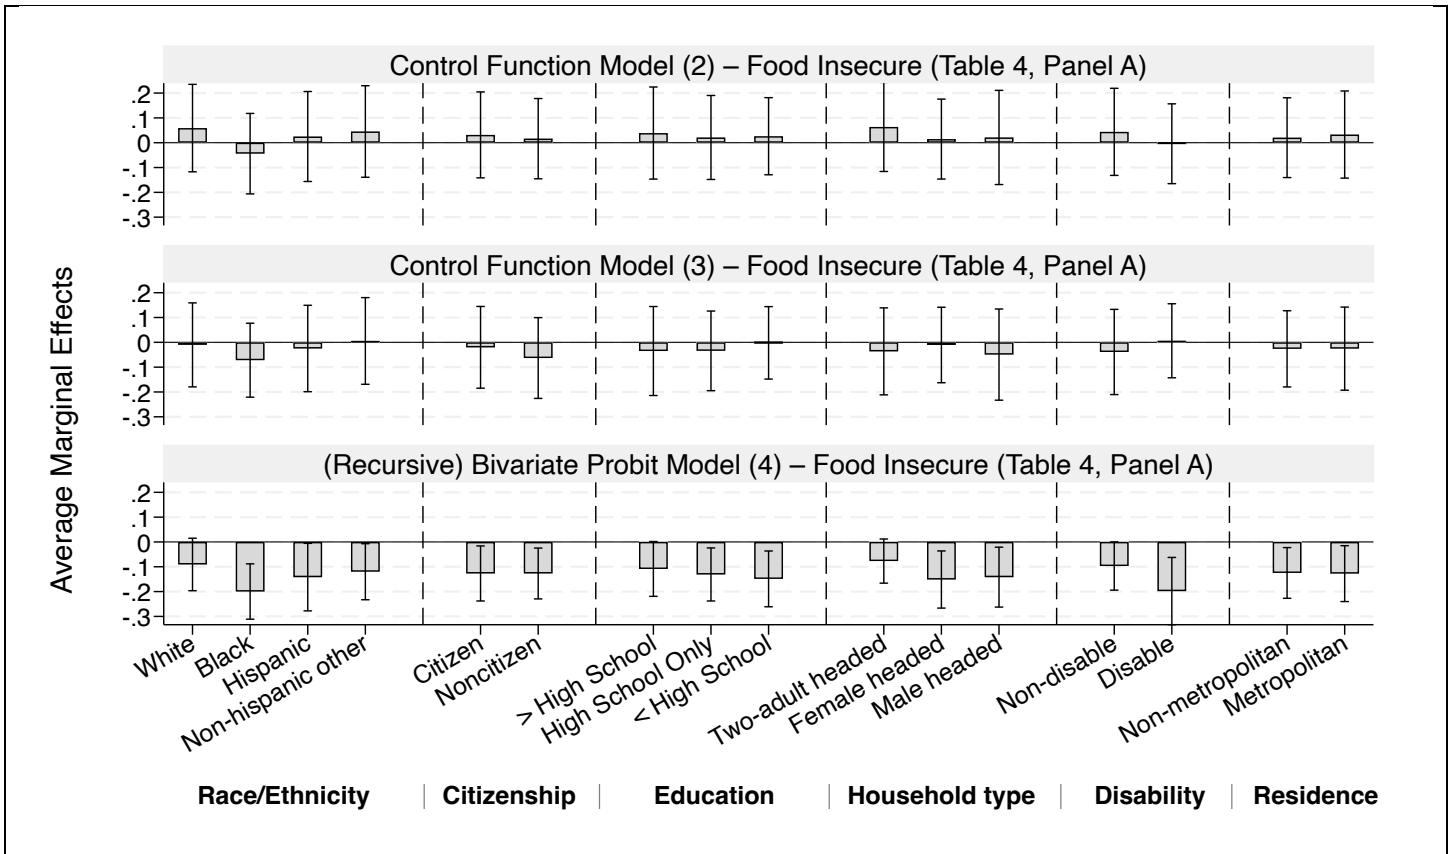 Control Function Model (2) – Food Insecure (Table 4, Panel A)
.2
.1
0
-.1
-.2
-.3
Control Function Model (3) – Food Insecure (Table 4, Panel A)
.2
.1
0
-.1
-.2
-.3
Average Marginal Effects
(Recursive) Bivariate Probit Model (4) – Food Insecure (Table 4, Panel A)
.2
.1
0
-.1
-.2
-.3
White
Black
Hispanic
Non-hispanic other
Citizen
Noncitizen
> High School
High School Only
< High School
Two-adult headed
Female headed
Male headed
Non-disable
Disable
Non-metropolitan
Metropolitan
Race/Ethnicity | Citizenship | Education | Household type | Disability | Residence